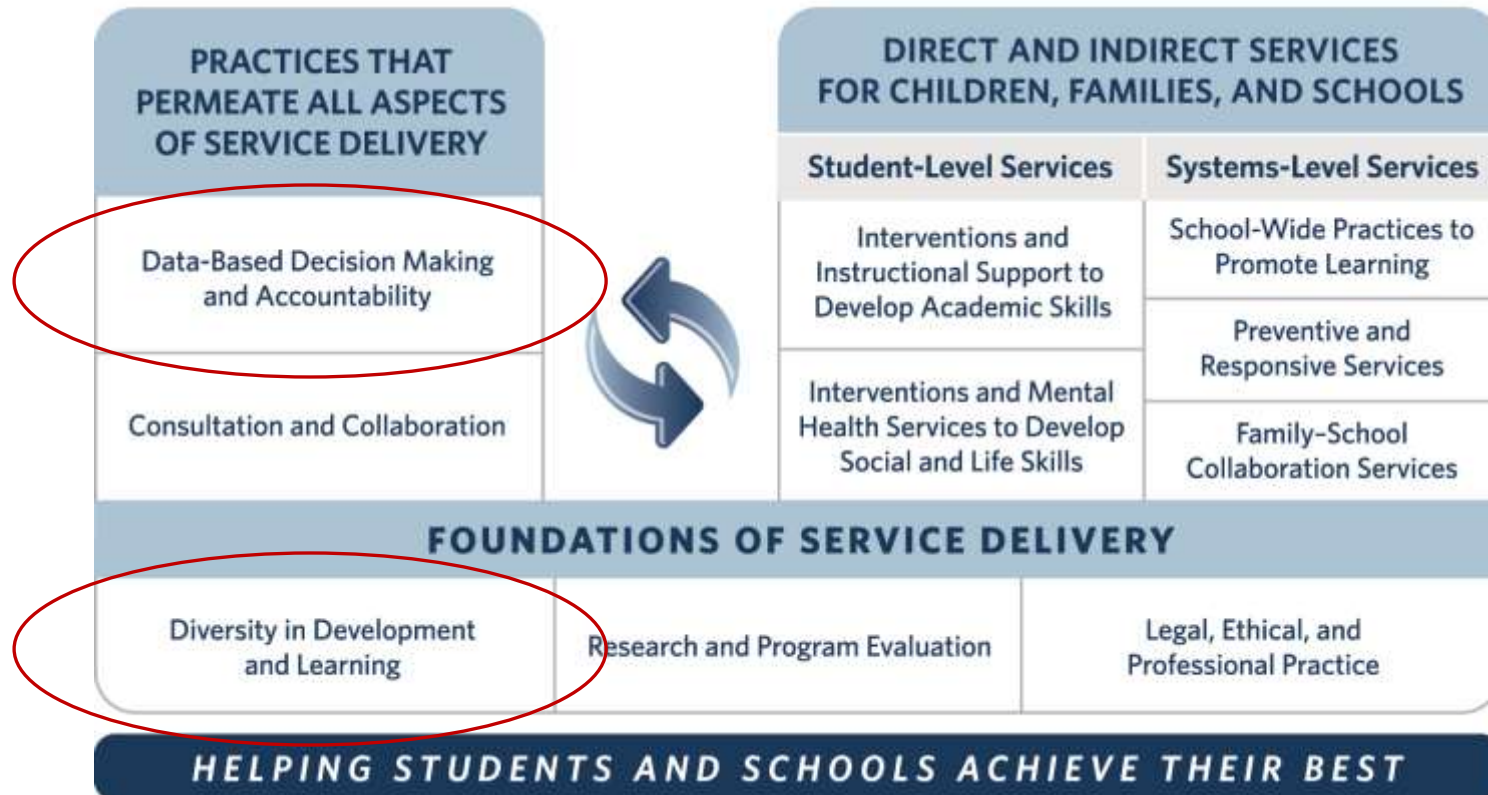 PRACTICES THAT
PERMEATE ALL ASPECTS
OF SERVICE DELIVERY
Data-Based Decision Making
and Accountability
Consultation and Collaboration
DIRECT AND INDIRECT SERVICES
FOR CHILDREN, FAMILIES, AND SCHOOLS
Student-Level Services
Interventions and
Instructional Support to
Develop Academic Skills
Interventions and Mental
Health Services to Develop
Social and Life Skills
Systems-Level Services
School-Wide Practices to
Promote Learning
Preventive and
Responsive Services
Family–School
Collaboration Services
FOUNDATIONS OF SERVICE DELIVERY
Diversity in Development
and Learning
Research and Program Evaluation
Legal, Ethical, and
Professional Practice
HELPING STUDENTS AND SCHOOLS ACHIEVE THEIR BEST